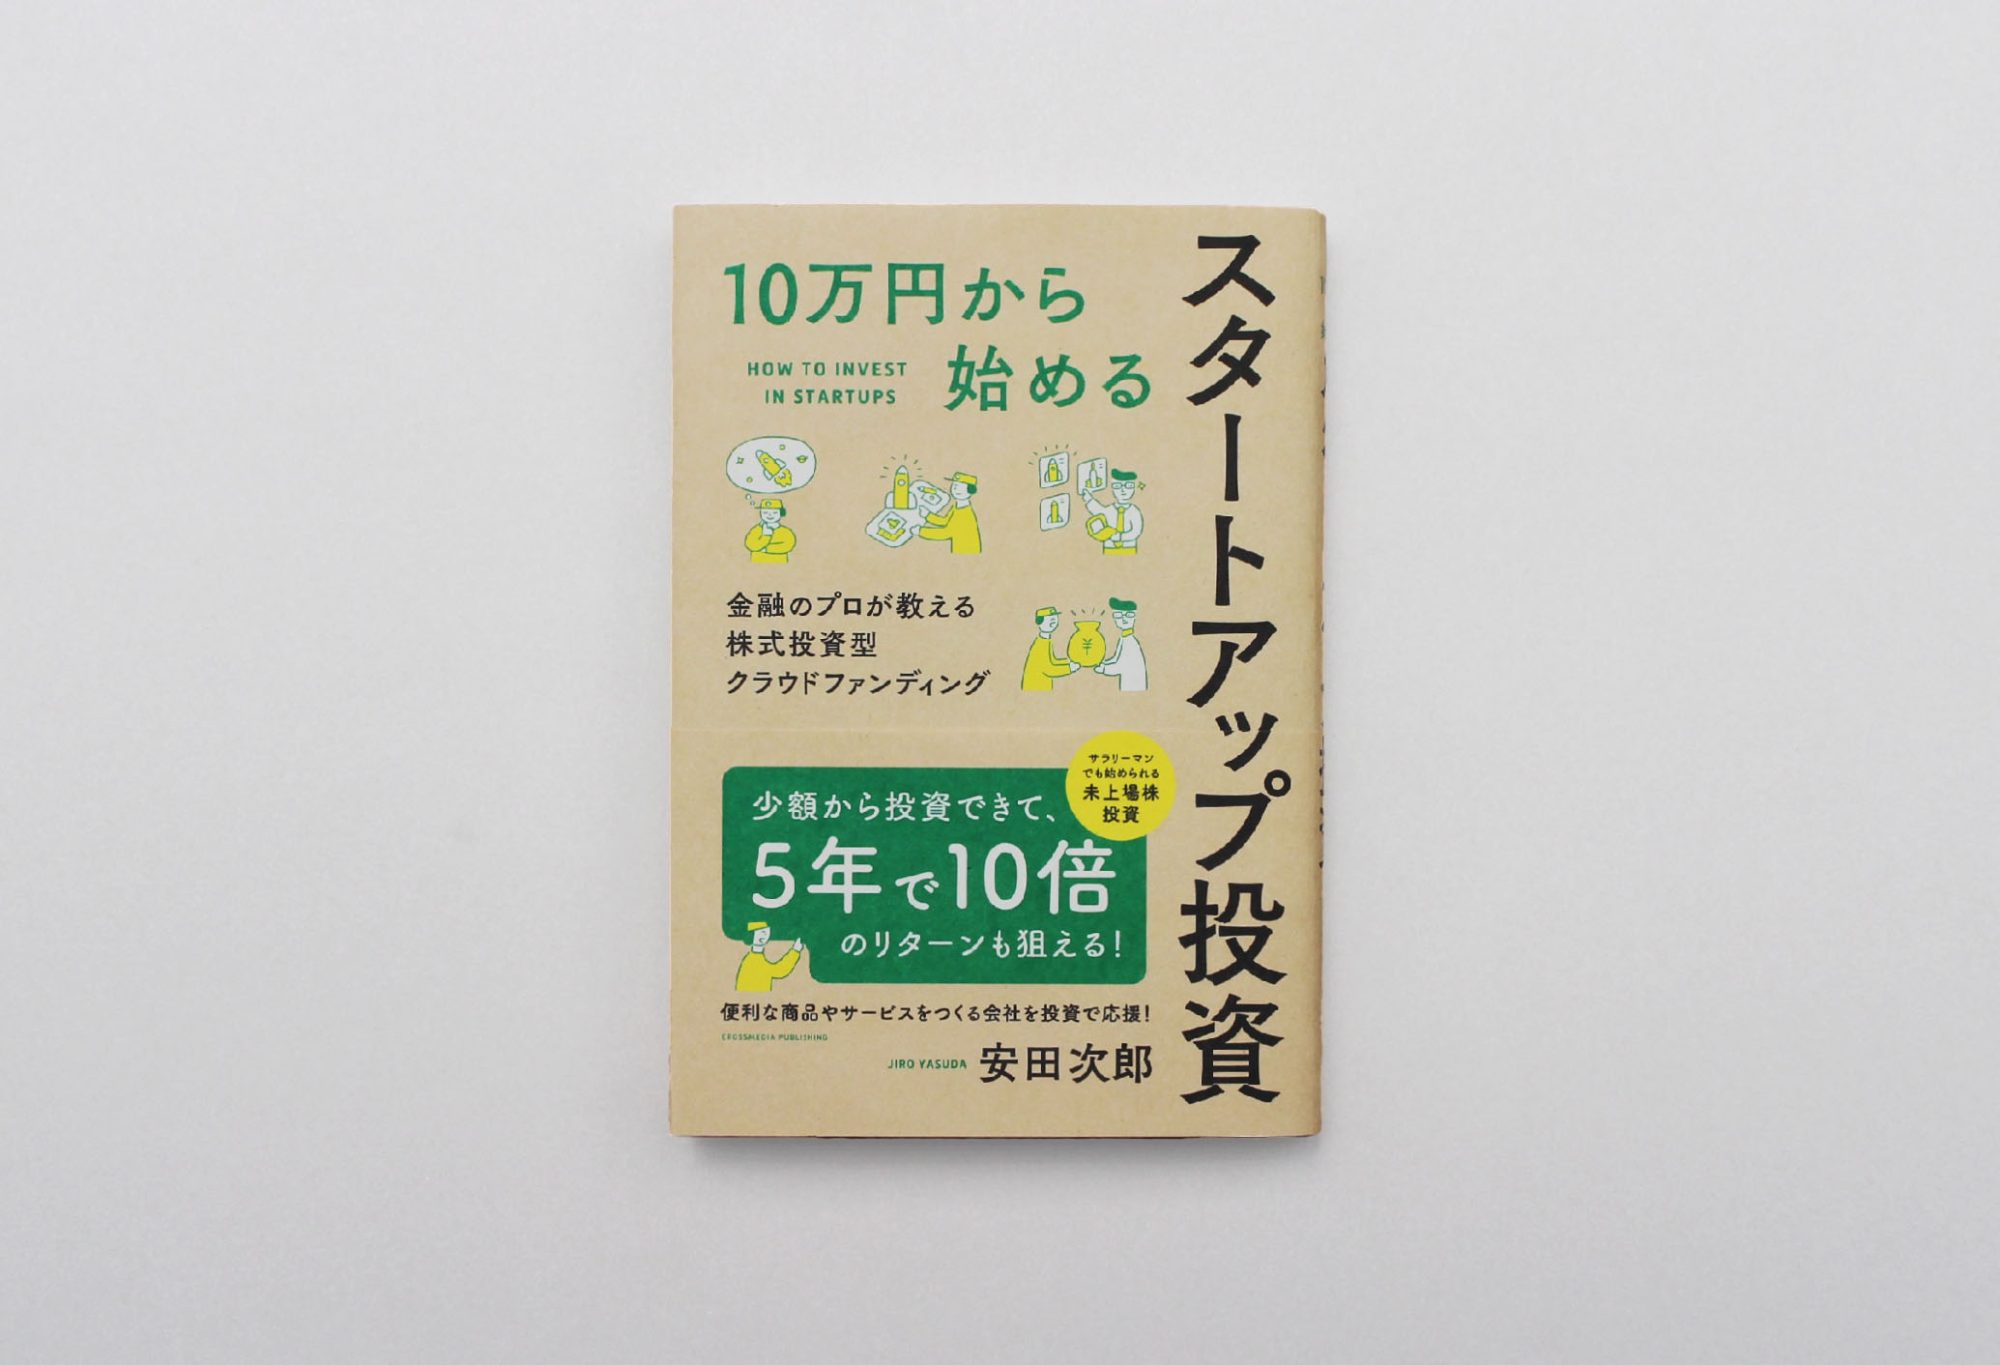 スタートアップ投資
10万円から
始める
HOW TO INVEST
IN STARTUPS
金融のプロが教える
株式投資型
クラウドファンディング
¥
サラリーマン
でも始められる
未上場株
投資
少額から投資できて、
5年で10倍
のリターンも狙える!
便利な商品やサービスをつくる会社を投資で応援!
CROSSMEDIA PUBLISHING
JIRO YASUDA 安田次郎